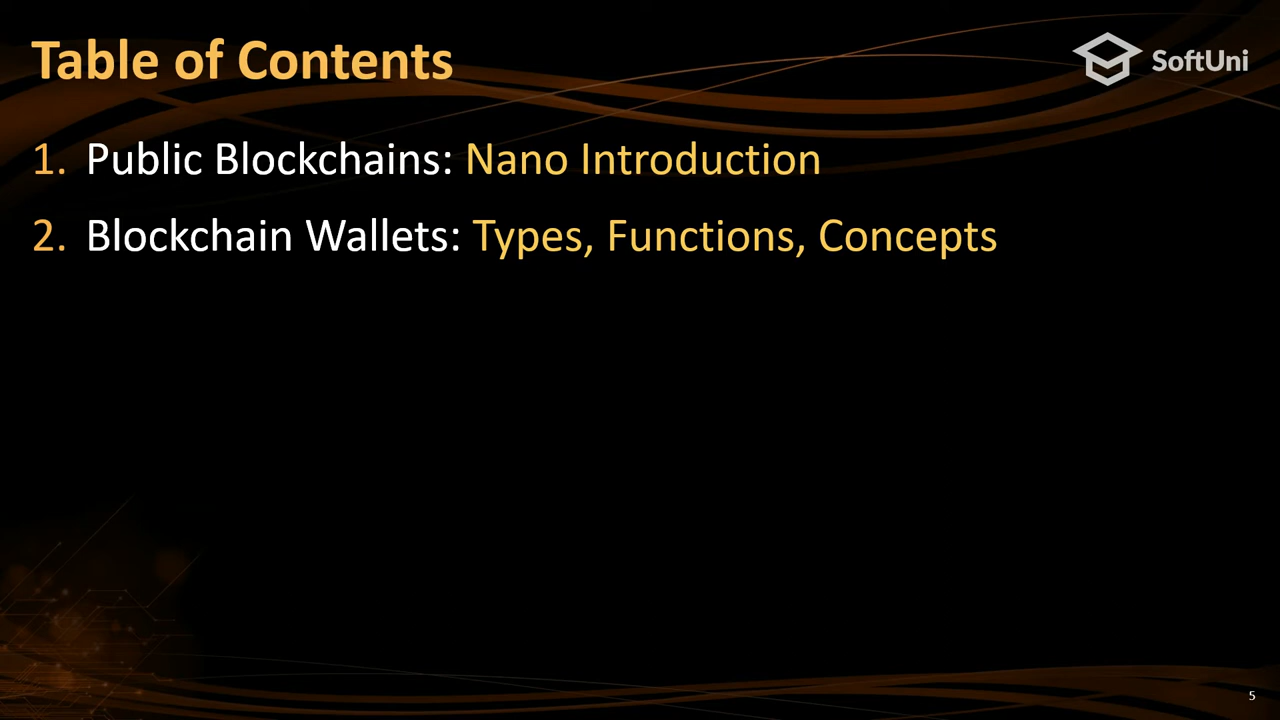 Table of Contents
SoftUni
1. Public Blockchains: Nano Introduction
2. Blockchain Wallets: Types, Functions, Concepts
5